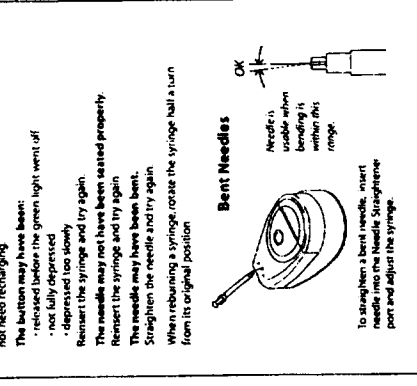 not need recharging.
The button may have been:
· released before the green light went off
· not fully depressed
· depressed too slowly
Reinsert the syringe and try again.
The needle may not have been seated properly.
Reinsert the syringe and try again
The needle may have been bent.
Straighten the needle and try again.
When reburning a syringe, rotate the syringe half a turn
from its original position
Bent Needles
OK
Needle is
usable when
bending is
within this
range.
To straighten a bent needle, insert
needle into the Needle Straightener
port and adjust the syringe.